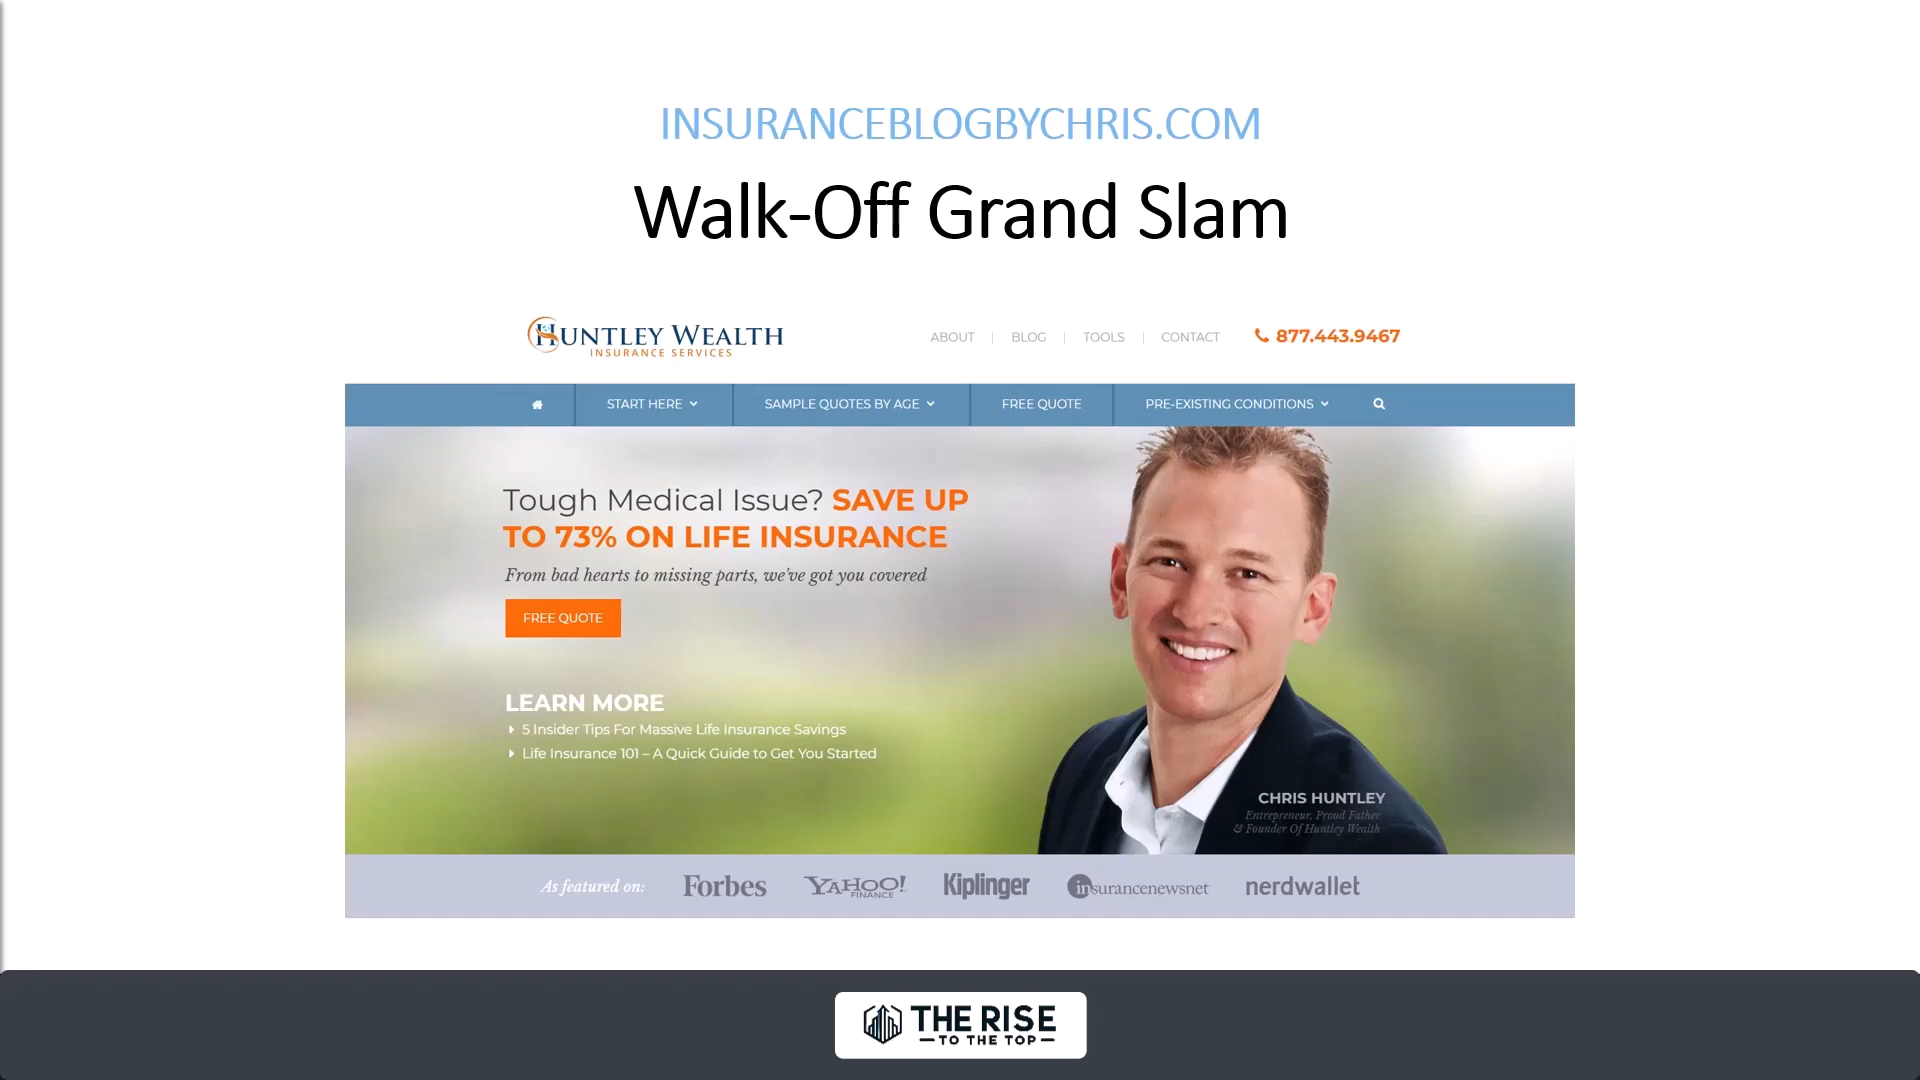 INSURANCEBLOGBYCHRIS.COM
Walk-Off Grand Slam
HUNTLEY WEALTH
INSURANCE SERVICES
ABOUT | BLOG | TOOLS | CONTACT 877.443.9467
START HERE SAMPLE QUOTES BY AGE FREE QUOTE PRE-EXISTING CONDITIONS
Tough Medical Issue? SAVE UP
TO 73% ON LIFE INSURANCE
From bad hearts to missing parts, we've got you covered
FREE QUOTE
LEARN MORE
5 Insider Tips For Massive Life Insurance Savings
Life Insurance 101 – A Quick Guide to Get You Started
CHRIS HUNTLEY
Entrepreneur, Proud Father
& Founder Of Huntley Wealth
As featured on: Forbes YAHOO! FINANCE Kiplinger insurancenewsnet nerdwallet
THE RISE
TO THE TOP